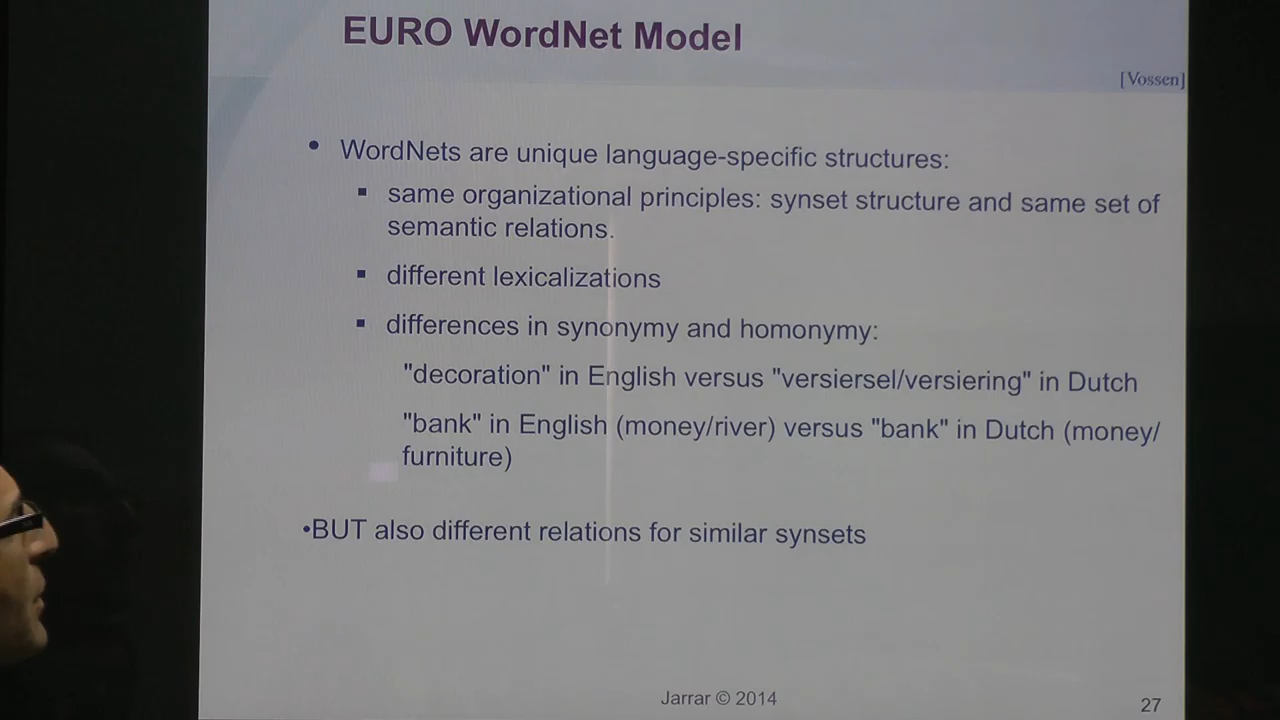 EURO WordNet Model
[Vossen]
• WordNets are unique language-specific structures:
▪ same organizational principles: synset structure and same set of
semantic relations.
▪ different lexicalizations
▪ differences in synonymy and homonymy:
"decoration" in English versus "versiersel/versiering" in Dutch
"bank" in English (money/river) versus "bank" in Dutch (money/
furniture)
•BUT also different relations for similar synsets
Jarrar © 2014
27